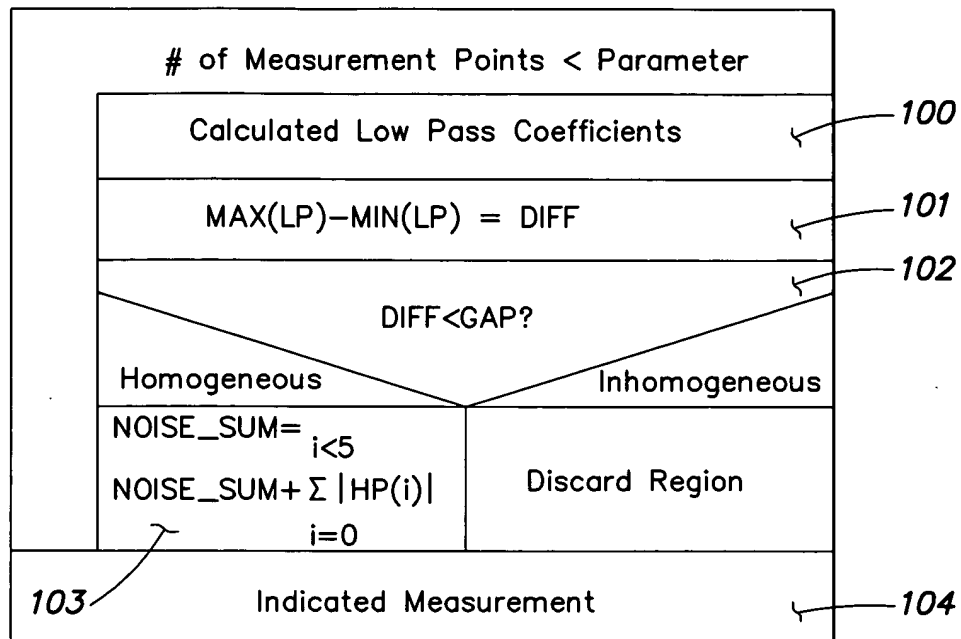 # of Measurement Points < Parameter
Calculated Low Pass Coefficients
100
MAX(LP)-MIN(LP) = DIFF
101
102
DIFF<GAP?
Homogeneous
Inhomogeneous
NOISE_SUM=
i<5
NOISE_SUM+ Σ |HP(i)|
i=0
Discard Region
103
Indicated Measurement
104